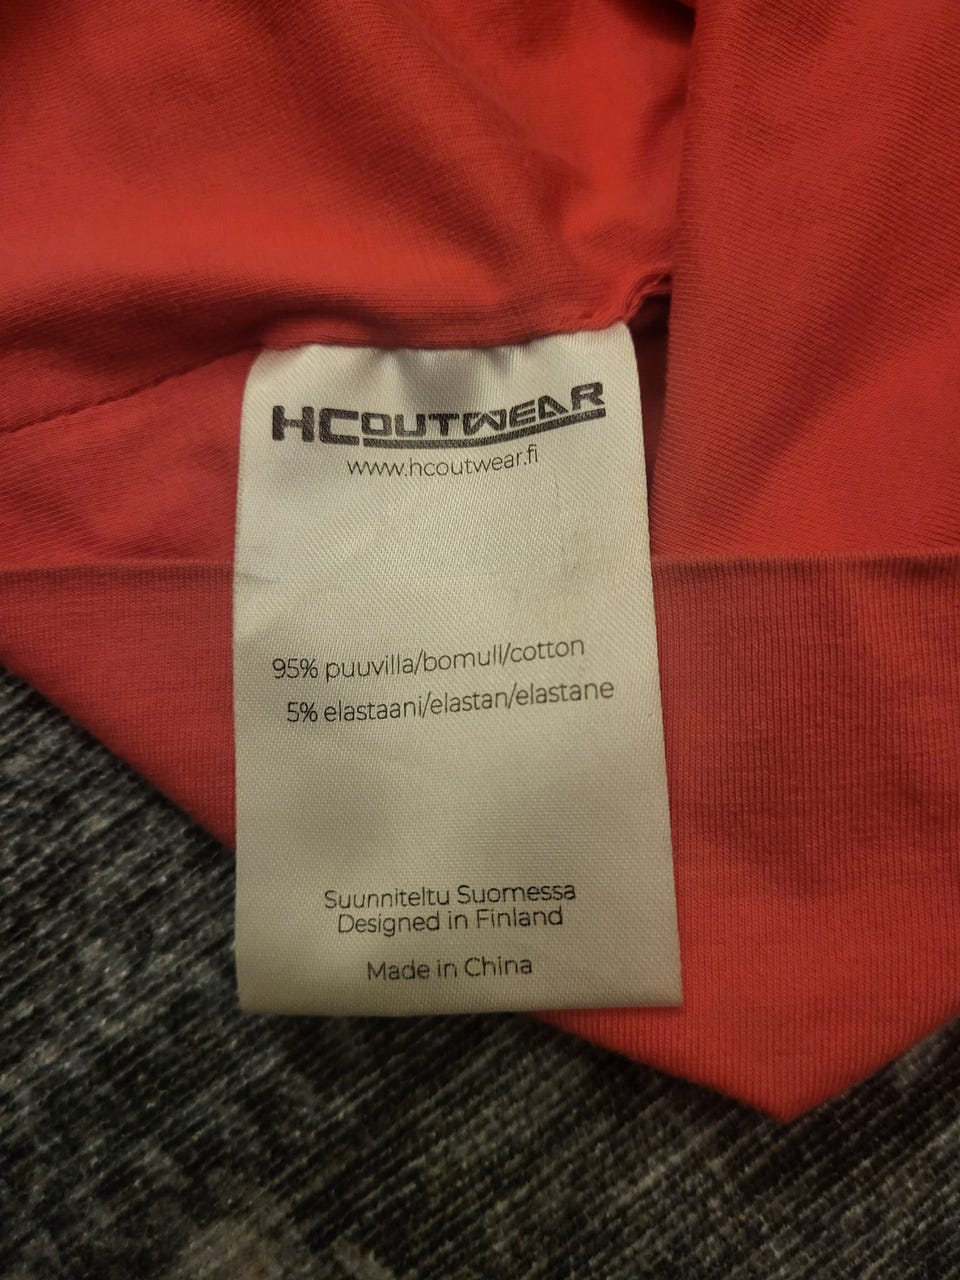 HCOUTWEAR
www.hcoutwear.fi
95% puuvilla/bomull/cotton
5% elastaani/elastan/elastane
Suunniteltu Suomessa
Designed in Finland
Made in China